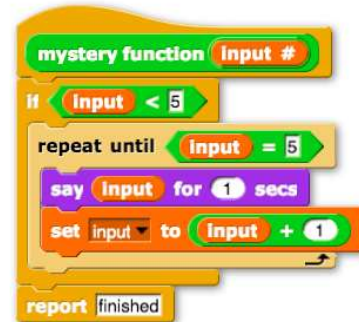 mystery function input #
if input < 5
repeat until input = 5
say input for 1 secs
set input to input + 1
report finished